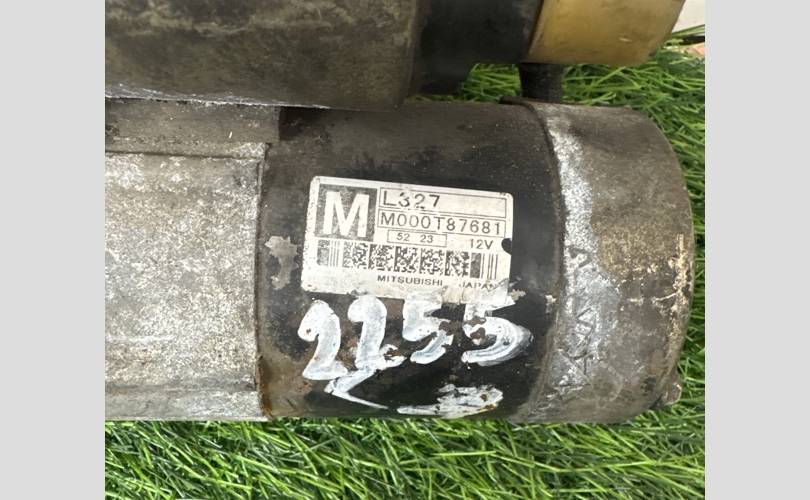 M
L327
M000T87681
52 23 12V
MITSUBISHI JAPAN
2255